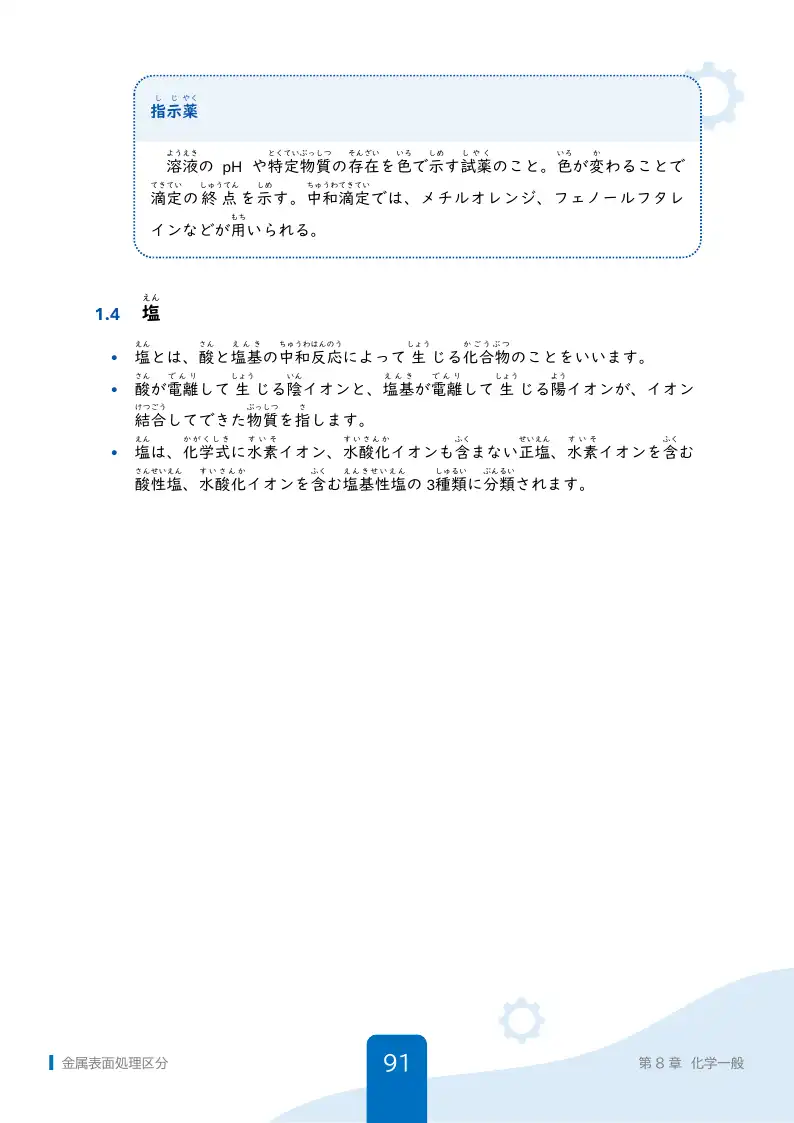 指示薬
溶液の pH や特定物質の存在を色で示す試薬のこと。色が変わることで
滴定の終点を示す。中和滴定では、メチルオレンジ、フェノールフタレ
インなどが用いられる。
1.4 塩
• 塩とは、酸と塩基の中和反応によって生じる化合物のことをいいます。
• 酸が電離して生じる陰イオンと、塩基が電離して生じる陽イオンが、イオン
結合してできた物質を指します。
• 塩は、化学式に水素イオン、水酸化イオンも含まない正塩、水素イオンを含む
酸性塩、水酸化イオンを含む塩基性塩の 3種類に分類されます。
金属表面処理区分
91
第 8 章 化学一般